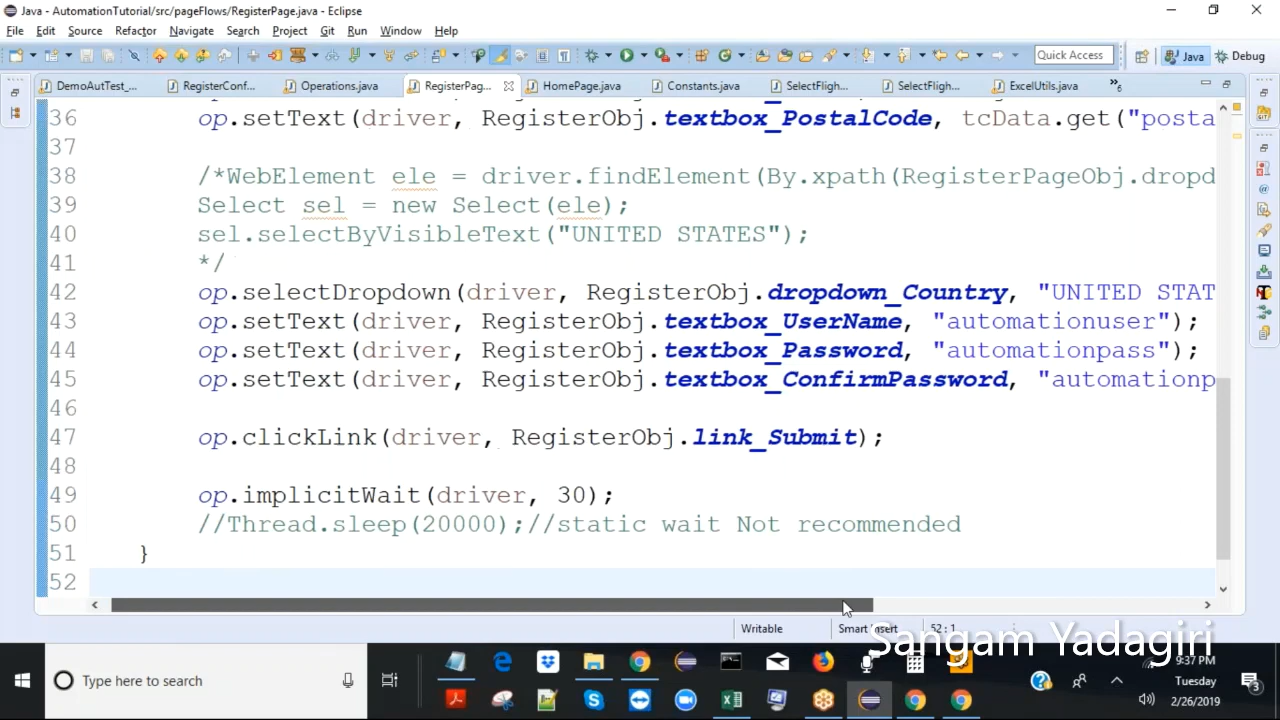 Java - AutomationTutorial/src/pageFlows/RegisterPage.java - Eclipse
File Edit Source Refactor Navigate Search Project Git Run Window Help
Quick Access Java Debug
DemoAutTest_... RegisterConf... Operations.java RegisterPag... HomePage.java Constants.java SelectFligh... SelectFligh... ExcelUtils.java »6
36 op.setText(driver, RegisterObj.textbox_PostalCode, tcData.get("posta
37
38 /*WebElement ele = driver.findElement(By.xpath(RegisterPageObj.dropd
39 Select sel = new Select(ele);
40 sel.selectByVisibleText("UNITED STATES");
41 */
42 op.selectDropdown(driver, RegisterObj.dropdown_Country, "UNITED STAT
43 op.setText(driver, RegisterObj.textbox_UserName, "automationuser");
44 op.setText(driver, RegisterObj.textbox_Password, "automationpass");
45 op.setText(driver, RegisterObj.textbox_ConfirmPassword, "automationp
46
47 op.clickLink(driver, RegisterObj.link_Submit);
48
49 op.implicitWait(driver, 30);
50 //Thread.sleep(20000);//static wait Not recommended
51 }
52
Writable Smart Insert 52 : 1
Sangam Yadagiri
Type here to search
9:37 PM
Tuesday
2/26/2019
3